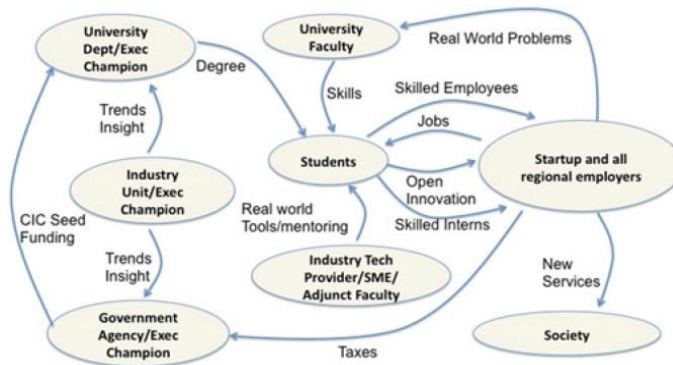 University
Dept/Exec
Champion
University
Faculty
Real World Problems
Degree
Skills
Skilled Employees
Trends
Insight
Jobs
Students
Startup and all
regional employers
Industry
Unit/Exec
Champion
Open
Innovation
Real world
Tools/mentoring
Skilled Interns
CIC Seed
Funding
Trends
Insight
Industry Tech
Provider/SME/
Adjunct Faculty
New
Services
Government
Agency/Exec
Champion
Society
Taxes